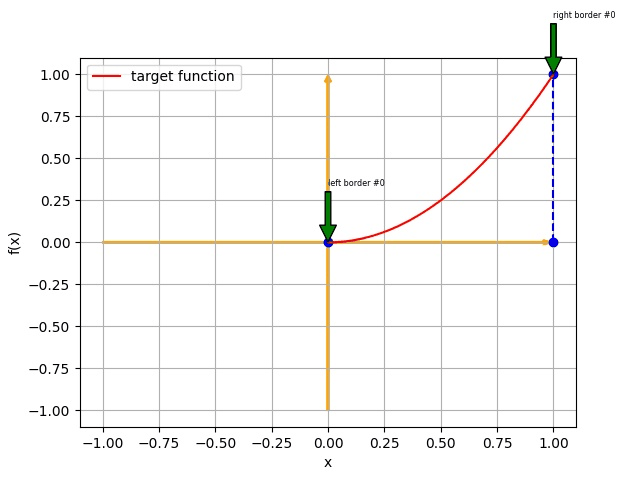 right border #0
target function
left border #0
1.00
0.75
0.50
0.25
0.00
−0.25
−0.50
−0.75
−1.00
f(x)
−1.00 −0.75 −0.50 −0.25 0.00 0.25 0.50 0.75 1.00
x